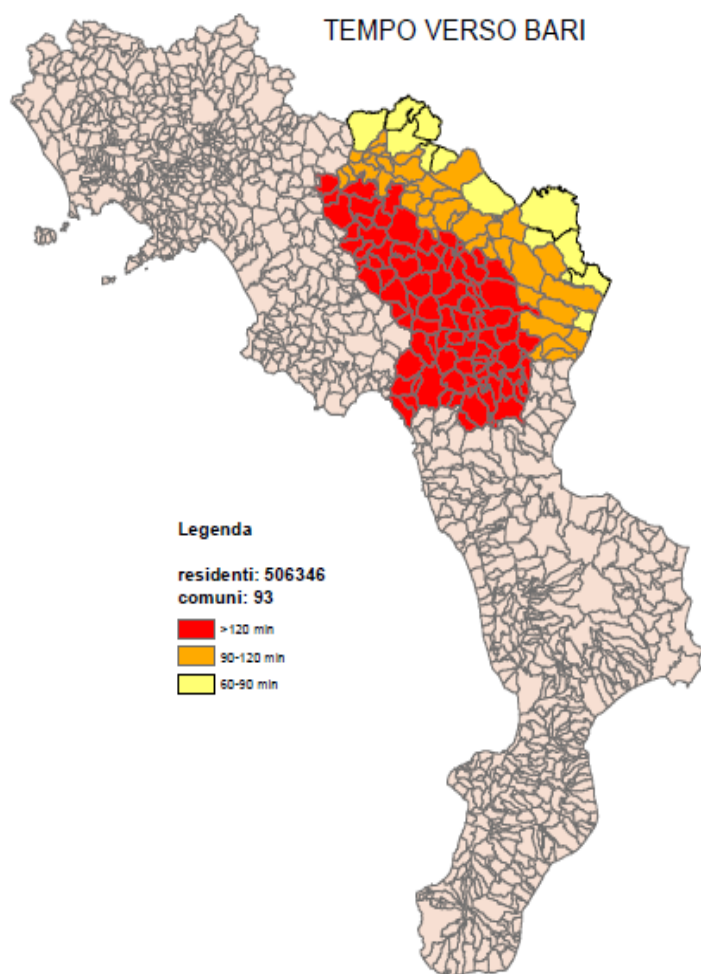 TEMPO VERSO BARI
Legenda
residenti: 506346
comuni: 93
>120 min
90-120 min
60-90 min